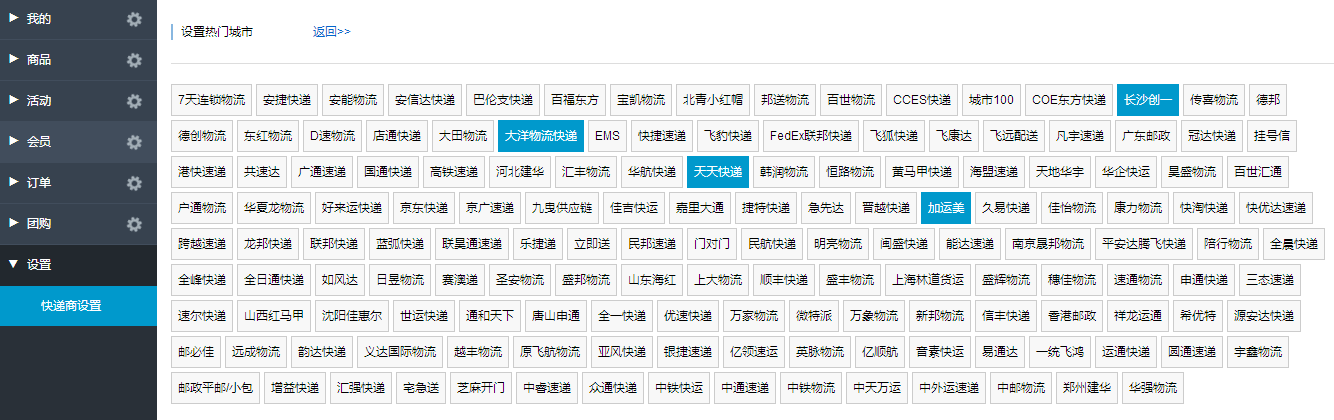 我的
商品
活动
会员
订单
团购
设置
快递商设置
设置热门城市 返回>>
7天连锁物流 安捷快递 安能物流 安信达快递 巴伦支快递 百福东方 宝凯物流 北青小红帽 邦送物流 百世物流 CCES快递 城市100 COE东方快递 长沙创一 传喜物流 德邦
德创物流 东红物流 D速物流 店通快递 大田物流 大洋物流快递 EMS 快捷速递 飞豹快递 FedEx联邦快递 飞狐快递 飞康达 飞远配送 凡宇速递 广东邮政 冠达快递 挂号信
港快速递 共速达 广通速递 国通快递 高铁速递 河北建华 汇丰物流 华航快递 天天快递 韩润物流 恒路物流 黄马甲快递 海盟速递 天地华宇 华企快运 昊盛物流 百世汇通
户通物流 华夏龙物流 好来运快递 京东快递 京广速递 九曳供应链 佳吉快运 嘉里大通 捷特快递 急先达 晋越快递 加运美 久易快递 佳怡物流 康力物流 快淘快递 快优达速递
跨越速递 龙邦快递 联邦快递 蓝弧快递 联昊通速递 乐捷递 立即送 民邦速递 门对门 民航快递 明亮物流 闽盛快递 能达速递 南京晟邦物流 平安达腾飞快递 陪行物流 全晨快递
全峰快递 全日通快递 如风达 日昱物流 赛澳递 圣安物流 盛邦物流 山东海红 上大物流 顺丰快递 盛丰物流 上海林道货运 盛辉物流 穗佳物流 速通物流 申通快递 三态速递
速尔快递 山西红马甲 沈阳佳惠尔 世运快递 通和天下 唐山申通 全一快递 优速快递 万家物流 微特派 万象物流 新邦物流 信丰快递 香港邮政 祥龙运通 希优特 源安达快递
邮必佳 远成物流 韵达快递 义达国际物流 越丰物流 原飞航物流 亚风快递 银捷速递 亿领速运 英脉物流 亿顺航 音素快运 易通达 一统飞鸿 运通快递 圆通速递 宇鑫物流
邮政平邮/小包 增益快递 汇强快递 宅急送 芝麻开门 中睿速递 众通快递 中铁快运 中通速递 中铁物流 中天万运 中外运速递 中邮物流 郑州建华 华强物流